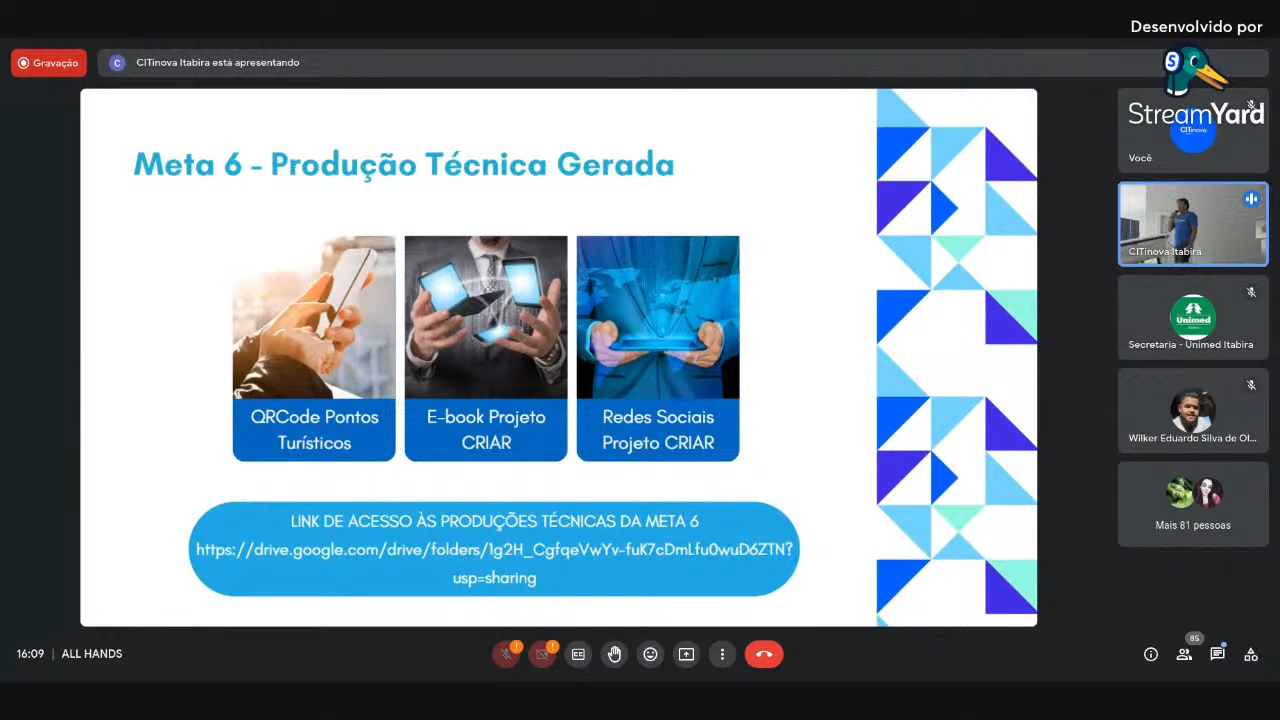 Desenvolvido por
StreamYard
Gravação
C
CITinova Itabira está apresentando
Meta 6 - Produção Técnica Gerada
QRCode Pontos
Turísticos
E-book Projeto
CRIAR
Redes Sociais
Projeto CRIAR
LINK DE ACESSO ÀS PRODUÇÕES TÉCNICAS DA META 6
https://drive.google.com/drive/folders/1g2H_CgfqeVwYv-fuK7cDmLfu0wuD6ZTN?
usp=sharing
CITinova
Você
CITinova Itabira
Unimed
Secretaria - Unimed Itabira
Wilker Eduardo Silva de Ol...
Mais 81 pessoas
16:09 | ALL HANDS
85